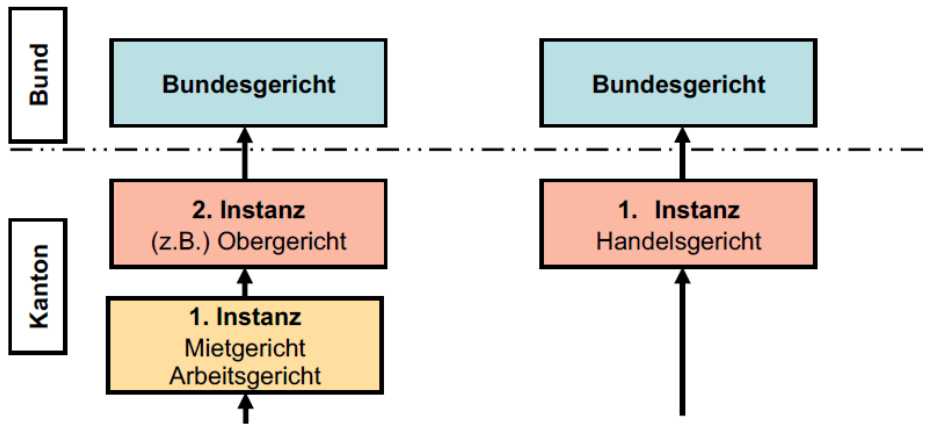 Bund
Bundesgericht
Bundesgericht
Kanton
2. Instanz
(z.B.) Obergericht
1. Instanz
Handelsgericht
1. Instanz
Mietgericht
Arbeitsgericht